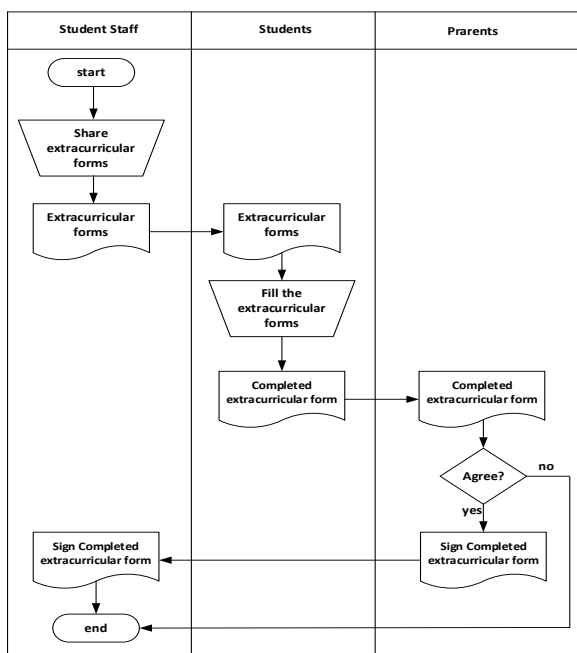 Student Staff
Students
Prarents
start
Share
extracurricular
forms
Extracurricular
forms
Extracurricular
forms
Fill the
extracurricular
forms
Completed
extracurricular form
Completed
extracurricular form
Agree?
no
yes
Sign Completed
extracurricular form
Sign Completed
extracurric form
end